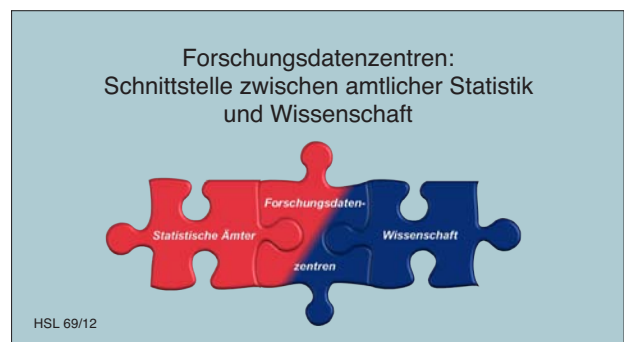 Forschungsdatenzentren:
Schnittstelle zwischen amtlicher Statistik
und Wissenschaft
Forschungsdaten-
Statistische Ämter
Wissenschaft
zentren
HSL 69/12